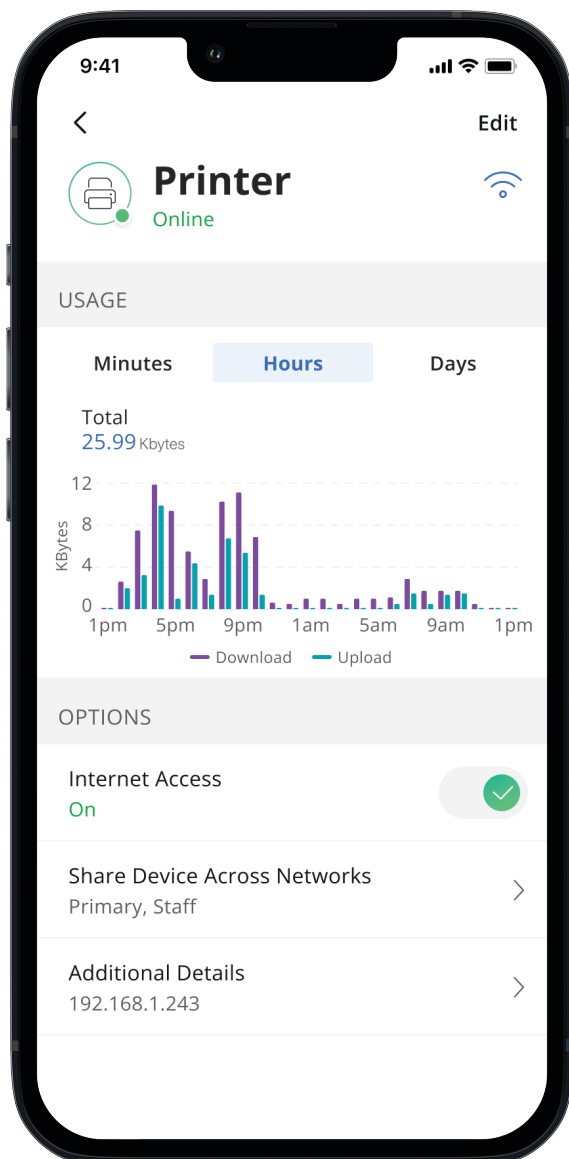 9:41
Edit
Printer
Online
USAGE
Minutes Hours Days
Total
25.99 Kbytes
KBytes
12
8
4
0
1pm 5pm 9pm 1am 5am 9am 1pm
Download Upload
OPTIONS
Internet Access
On
Share Device Across Networks
Primary, Staff
Additional Details
192.168.1.243